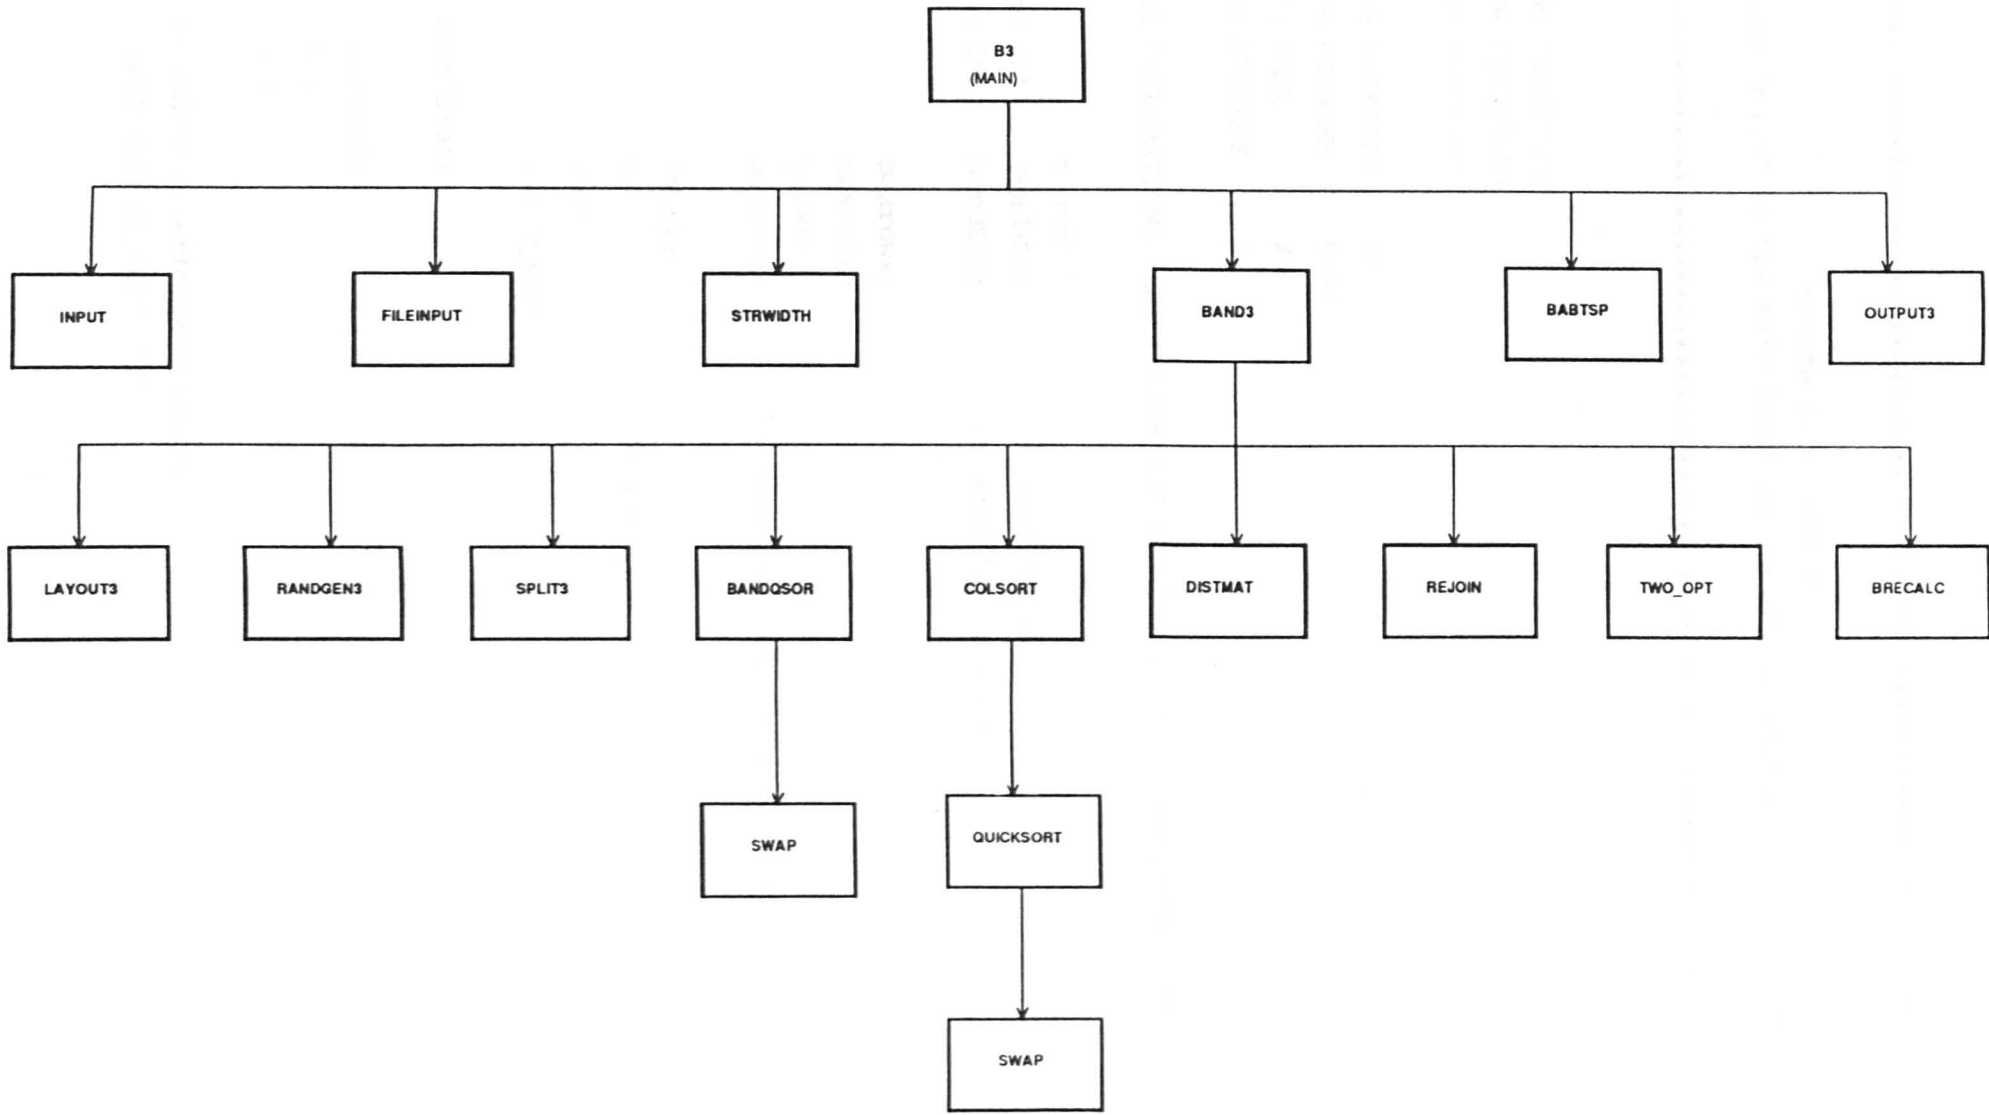 B3
(MAIN)
INPUT
FILEINPUT
STRWIDTH
BAND3
BABTSP
OUTPUT3
LAYOUT3
RANDGEN3
SPLIT3
BANDQSOR
COLSORT
DISTMAT
REJOIN
TWO_OPT
BRECALC
SWAP
QUICKSORT
SWAP